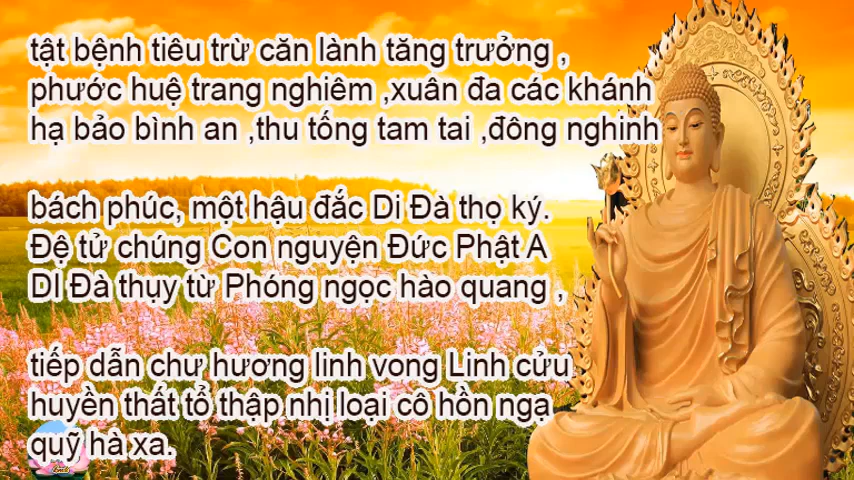 tật bệnh tiêu trừ căn lành tăng trưởng ,
phước huệ trang nghiêm ,xuân đa các khánh
hạ bảo bình an ,thu tống tam tai ,đông nghinh
bách phúc, một hậu đắc Di Đà thọ ký.
Đệ tử chúng Con nguyện Đức Phật A
DI Đà thụy từ Phóng ngọc hào quang ,
tiếp dẫn chư hương linh vong Linh cửu
huyền thất tổ thập nhị loại cô hồn ngạ
quỹ hà xa.